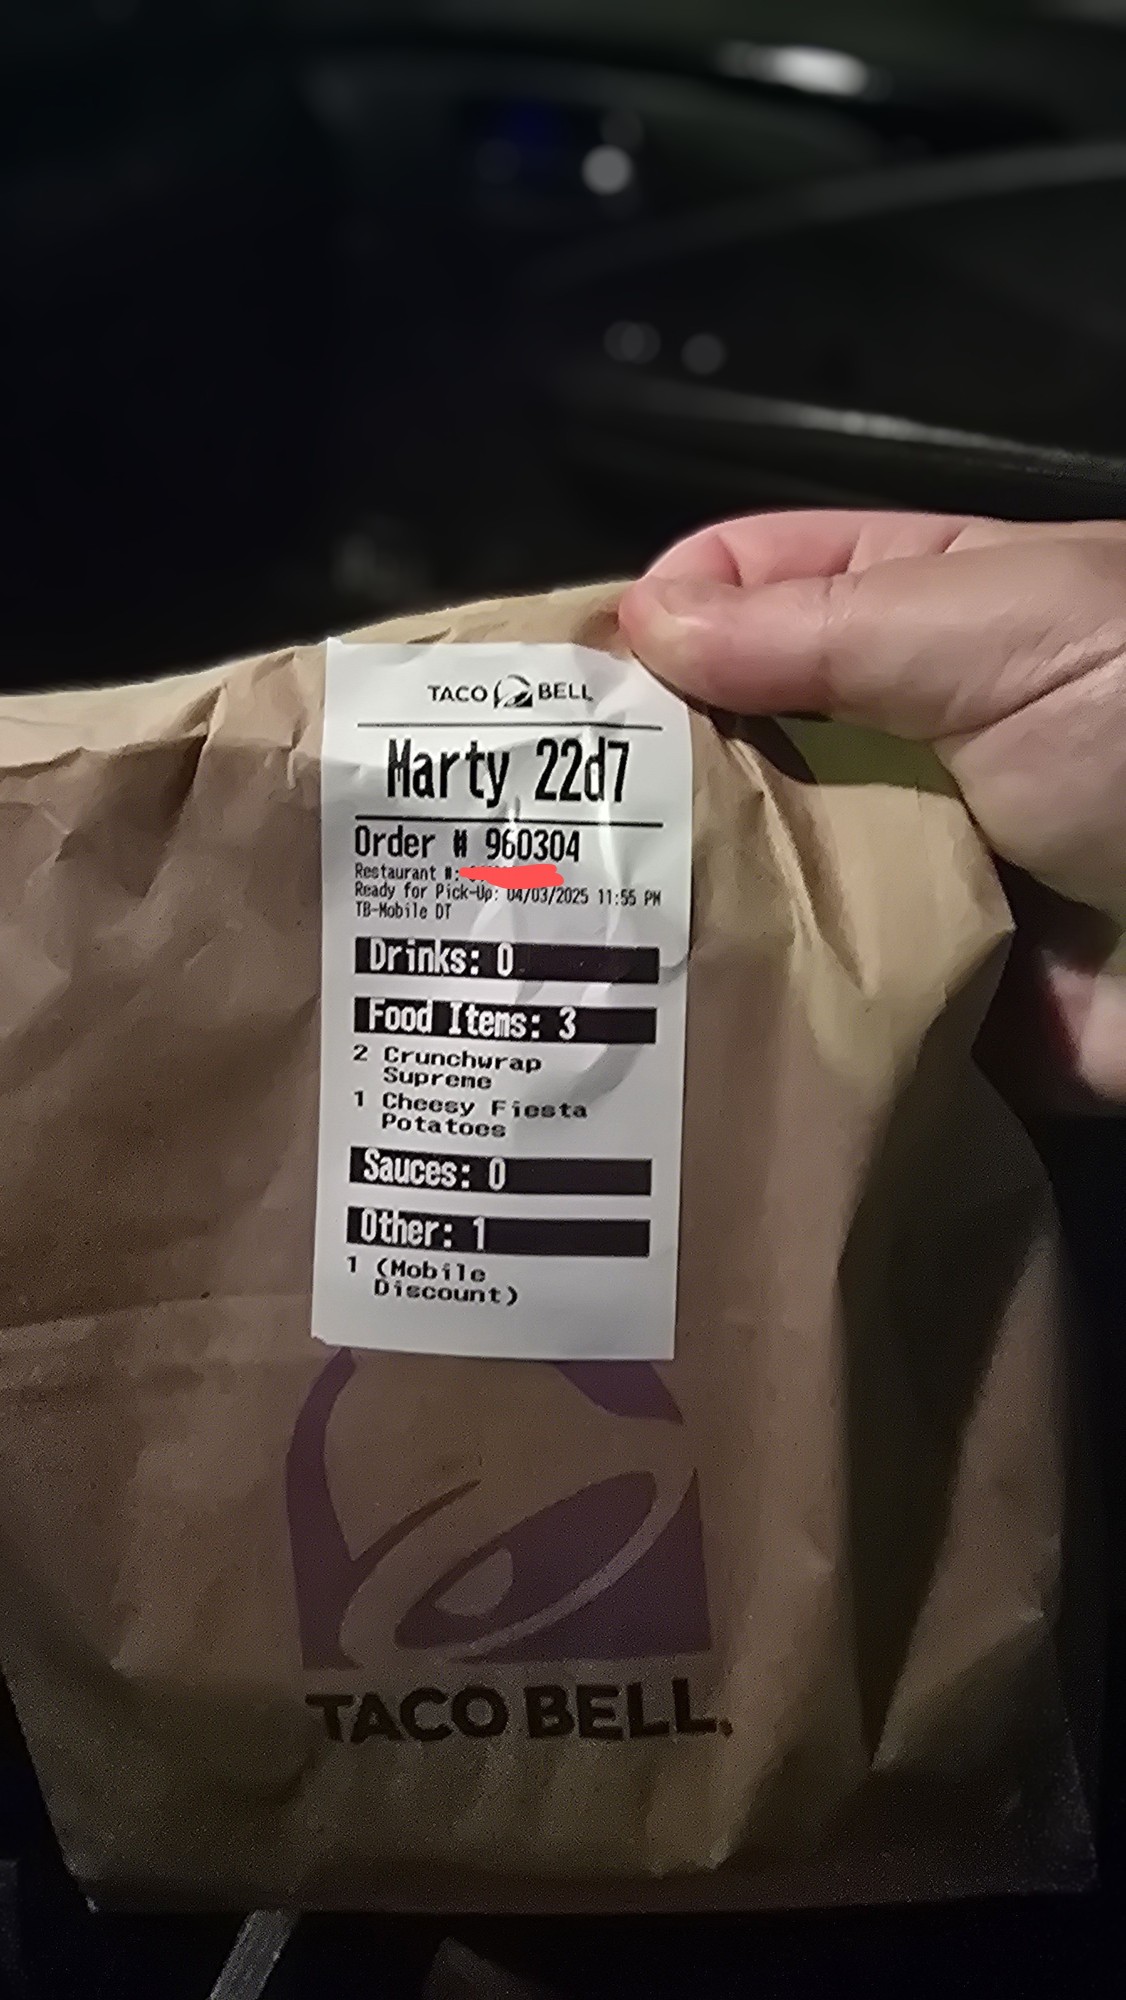 TACO BELL
Marty 22d7
Order # 960304
Restaurant #:
Ready for Pick-Up: 04/03/2025 11:55 PM
TB-Mobile DT
Drinks: 0
Food Items: 3
2 Crunchwrap
Supreme
1 Cheesy Fiesta
Potatoes
Sauces: 0
Other: 1
1 (Mobile
Discount)
TACO BELL.